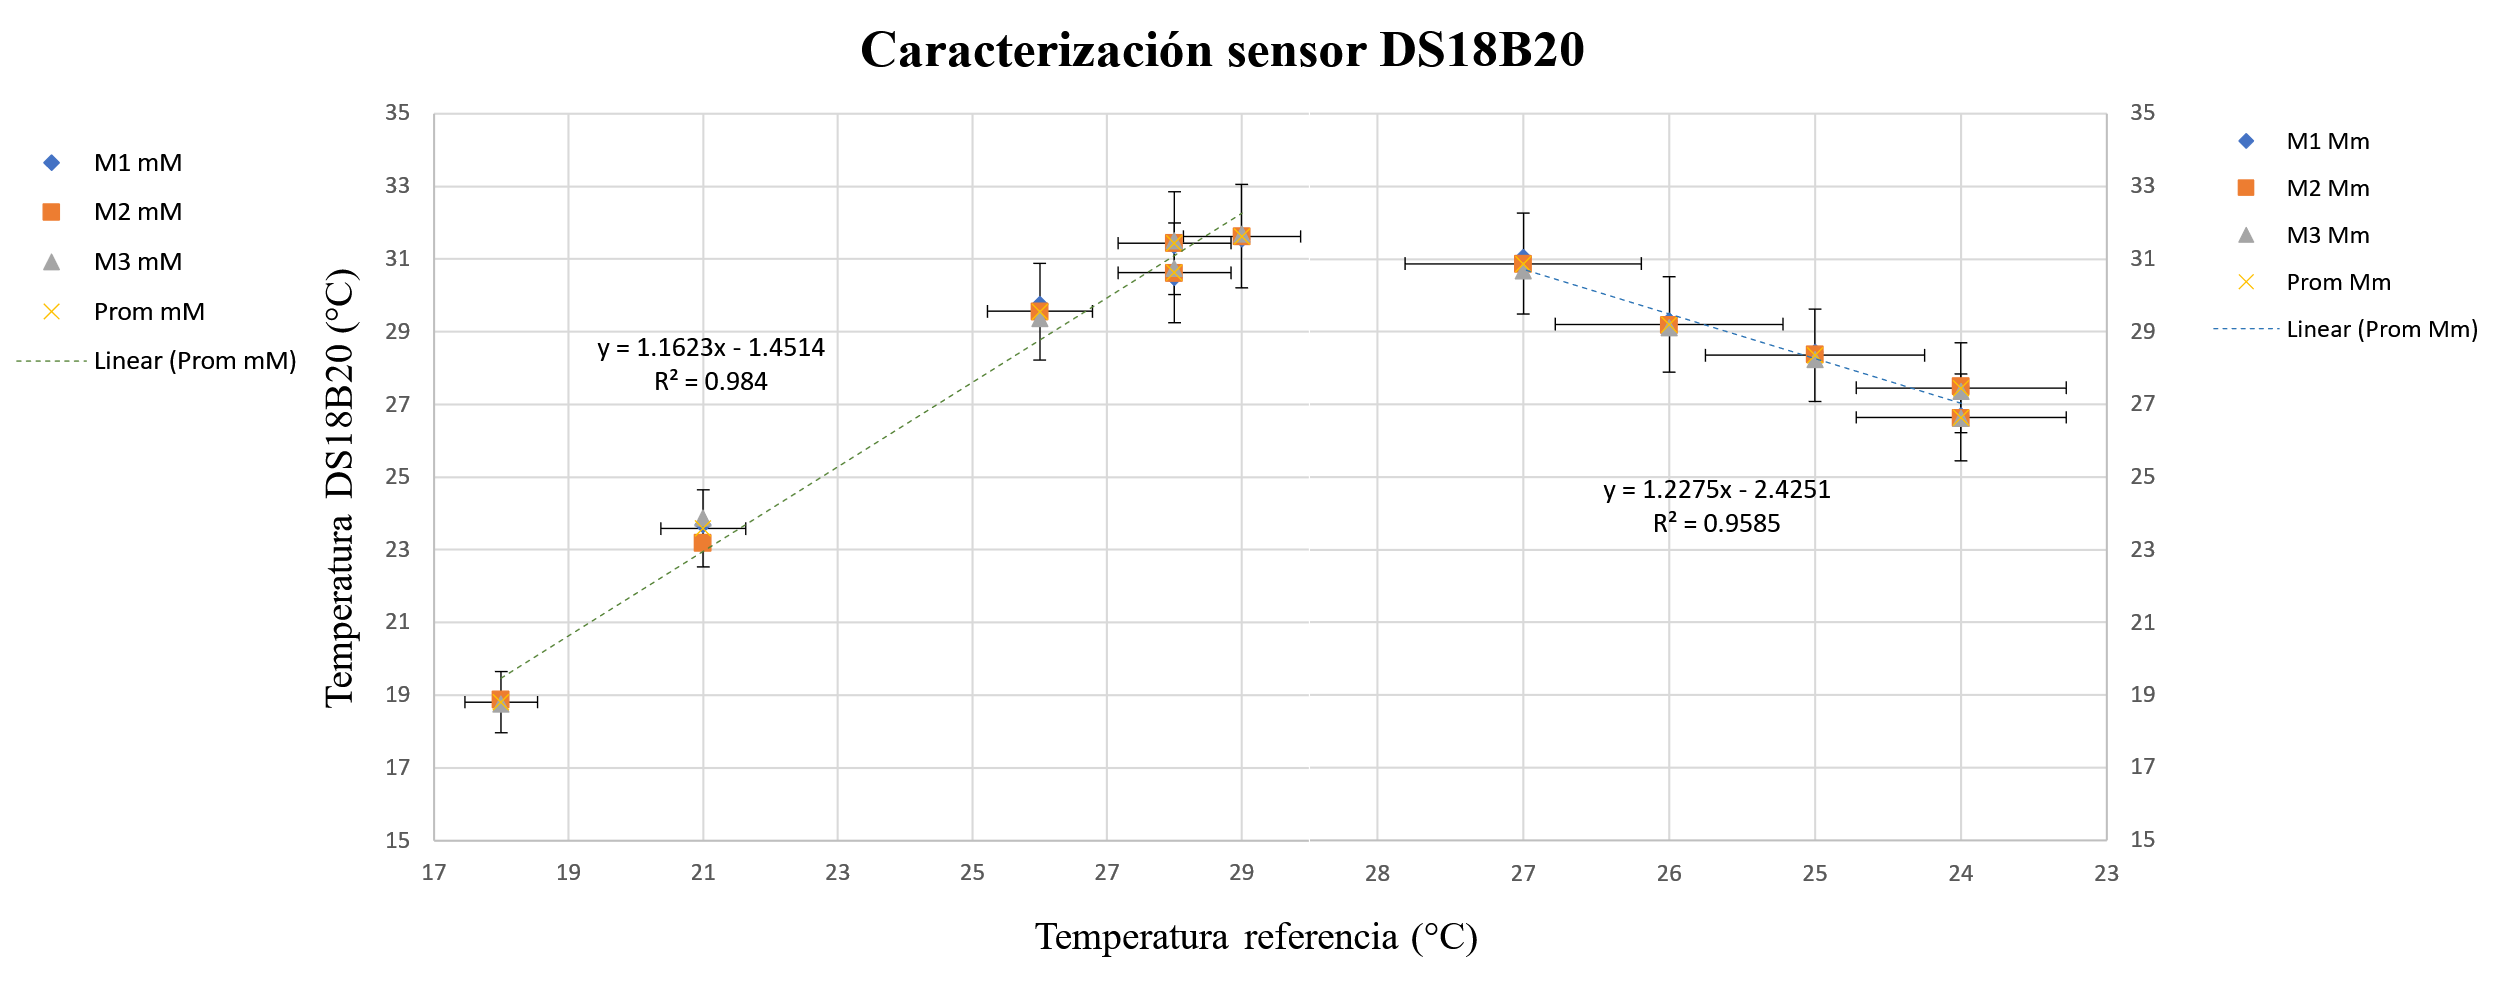 Caracterización sensor DS18B20
M1 mM
M2 mM
M3 mM
Prom mM
Linear (Prom mM)
Temperatura DS18B20 (°C)
35
33
31
29
27
25
23
21
19
17
15
y = 1.1623x - 1.4514
R² = 0.984
y = 1.2275x - 2.4251
R² = 0.9585
35
33
31
29
27
25
23
21
19
17
15
M1 Mm
M2 Mm
M3 Mm
Prom Mm
Linear (Prom Mm)
17 19 21 23 25 27 29 28 27 26 25 24 23
Temperatura referencia (°C)